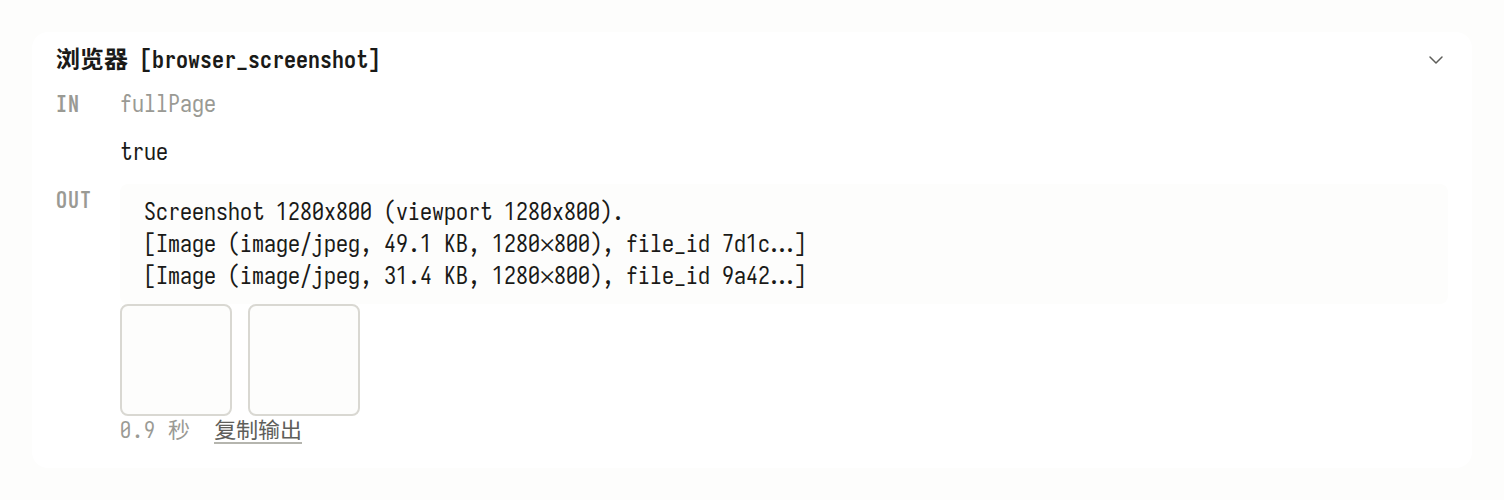 浏览器 [browser_screenshot]
IN fullPage
true
OUT
Screenshot 1280x800 (viewport 1280x800).
[Image (image/jpeg, 49.1 KB, 1280×800), file_id 7d1c…]
[Image (image/jpeg, 31.4 KB, 1280×800), file_id 9a42…]
0.9 秒 复制输出